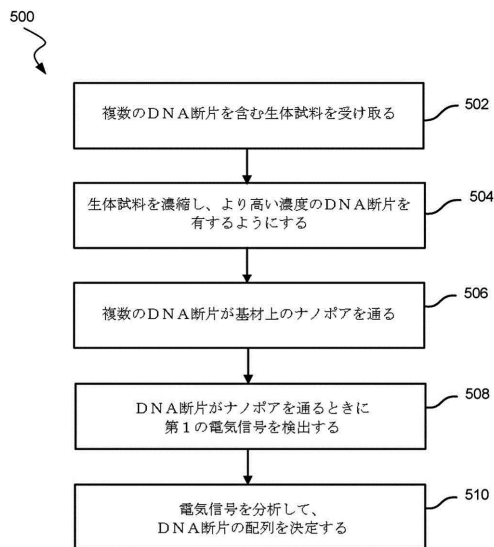 500
複数のDNA断片を含む生体試料を受け取る
502
生体試料を濃縮し、より高い濃度のDNA断片を
有するようにする
504
複数のDNA断片が基材上のナノポアを通る
506
DNA断片がナノポアを通るときに
第1の電気信号を検出する
508
電気信号を分析して、
DNA断片の配列を決定する
510